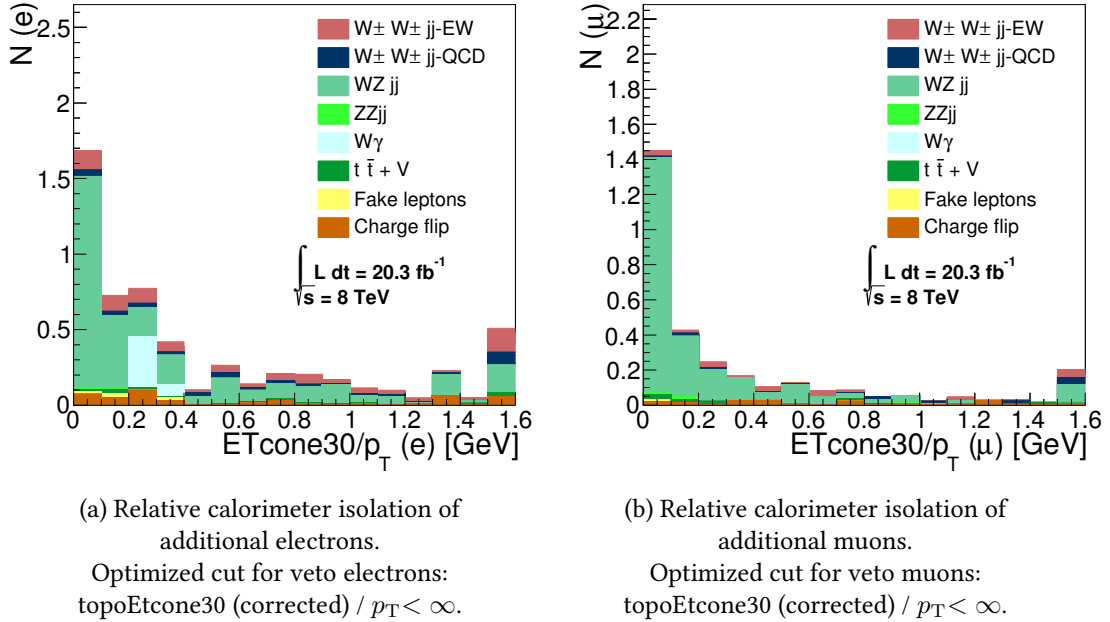 N (e)
2.5
2
1.5
1
0.5
0
W± W± jj-EW
W± W± jj-QCD
WZ jj
ZZjj
Wγ
t t̄ + V
Fake leptons
Charge flip
∫ L dt = 20.3 fb⁻¹
√s = 8 TeV
0 0.2 0.4 0.6 0.8 1 1.2 1.4 1.6
ETcone30/p_T (e) [GeV]
N (μ)
2.2
2
1.8
1.6
1.4
1.2
1
0.8
0.6
0.4
0.2
0
W± W± jj-EW
W± W± jj-QCD
WZ jj
ZZjj
Wγ
t t̄ + V
Fake leptons
Charge flip
∫ L dt = 20.3 fb⁻¹
√s = 8 TeV
0 0.2 0.4 0.6 0.8 1 1.2 1.4 1.6
ETcone30/p_T (μ) [GeV]
(a) Relative calorimeter isolation of
additional electrons.
Optimized cut for veto electrons:
topoEtcone30 (corrected) / p_T < ∞.
(b) Relative calorimeter isolation of
additional muons.
Optimized cut for veto muons:
topoEtcone30 (corrected) / p_T < ∞.